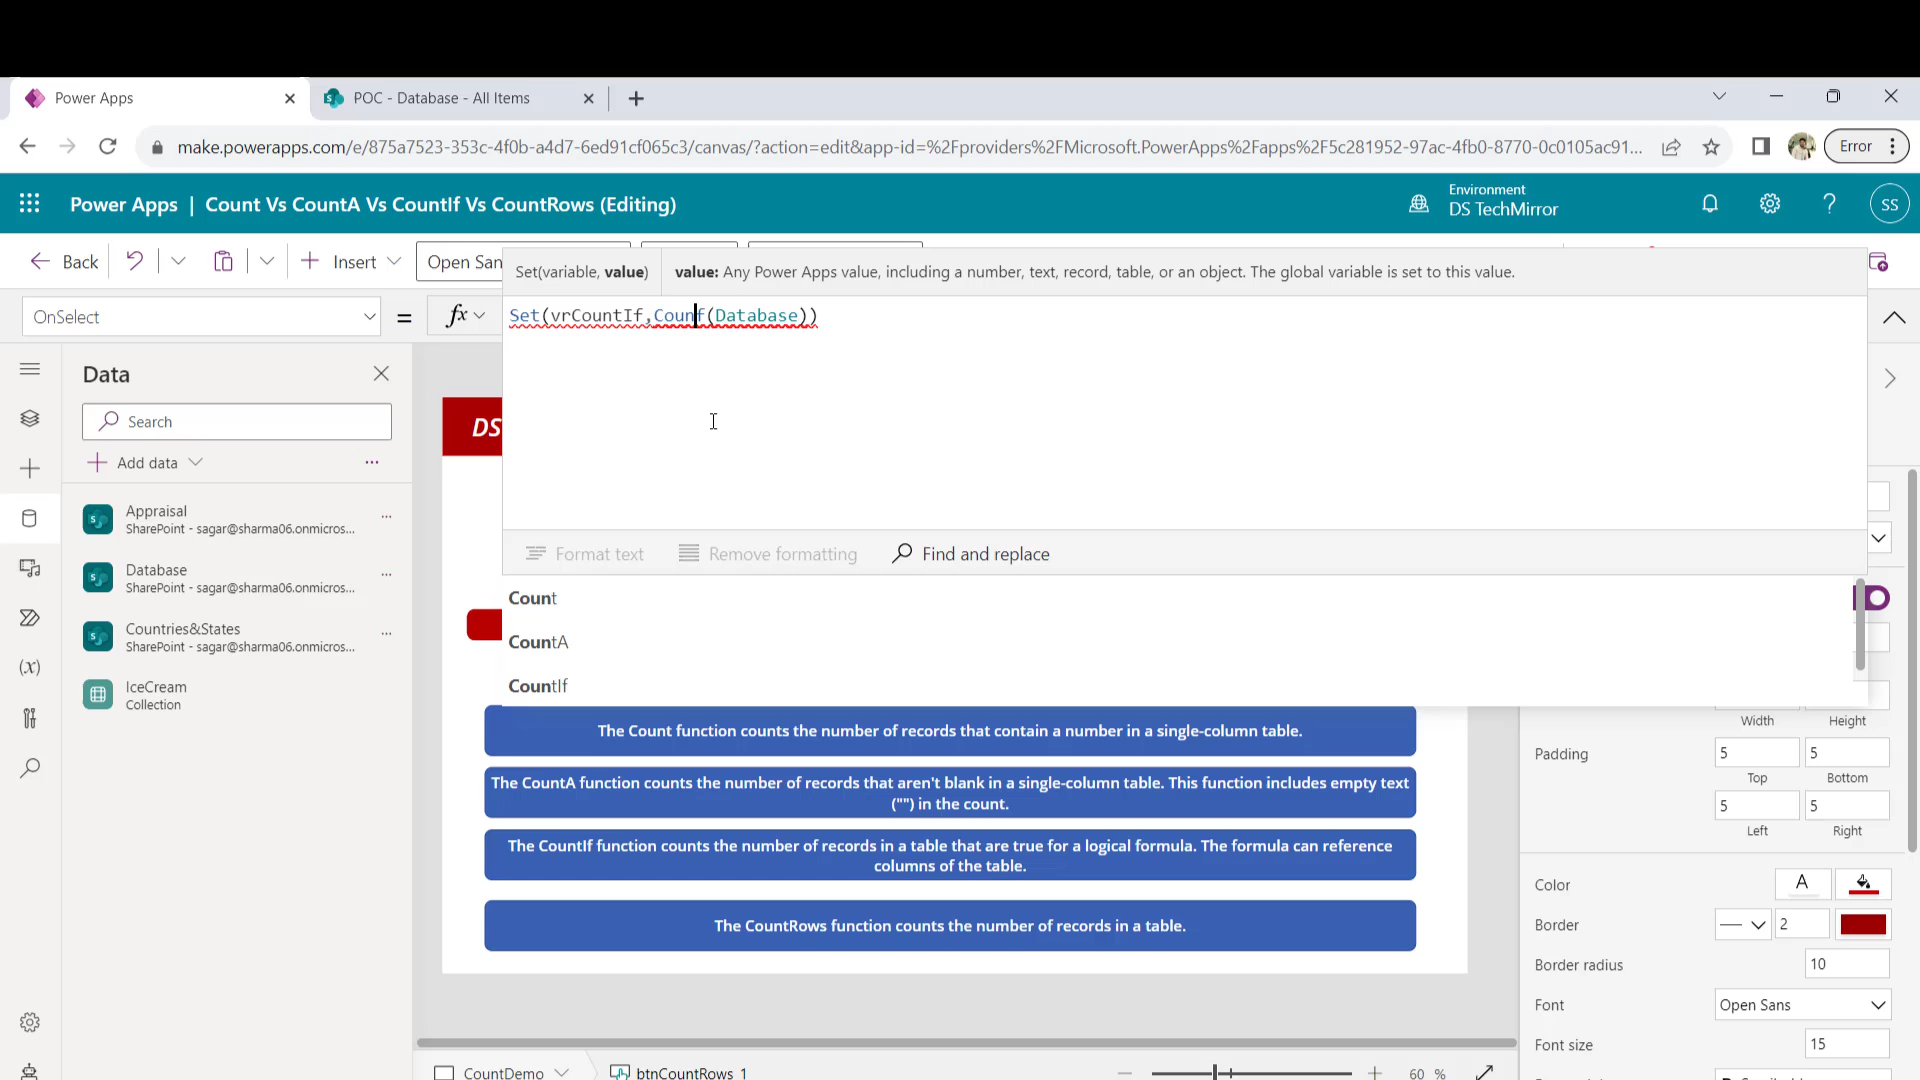 Power Apps
POC - Database - All Items
make.powerapps.com/e/875a7523-353c-4f0b-a4d7-6ed91cf065c3/canvas/?action=edit&app-id=%2Fproviders%2FMicrosoft.PowerApps%2Fapps%2F5c281952-97ac-4fb0-8770-0c0105ac91...
Error
Power Apps | Count Vs CountA Vs CountIf Vs CountRows (Editing)
Environment
DS TechMirror
SS
Back
Insert
Open San
Set(variable, value)
value: Any Power Apps value, including a number, text, record, table, or an object. The global variable is set to this value.
OnSelect
=
fx
Set(vrCountIf,Counf(Database))
Data
Search
Add data
Appraisal
SharePoint - sagar@sharma06.onmicros...
Database
SharePoint - sagar@sharma06.onmicros...
Countries&States
SharePoint - sagar@sharma06.onmicros...
IceCream
Collection
DS
Format text
Remove formatting
Find and replace
Count
CountA
CountIf
The Count function counts the number of records that contain a number in a single-column table.
The CountA function counts the number of records that aren't blank in a single-column table. This function includes empty text
("") in the count.
The CountIf function counts the number of records in a table that are true for a logical formula. The formula can reference
columns of the table.
The CountRows function counts the number of records in a table.
Width
Height
Padding
5
5
Top
Bottom
5
5
Left
Right
Color
A
Border
2
Border radius
10
Font
Open Sans
Font size
15
CountDemo
btnCountRows_1
60 %